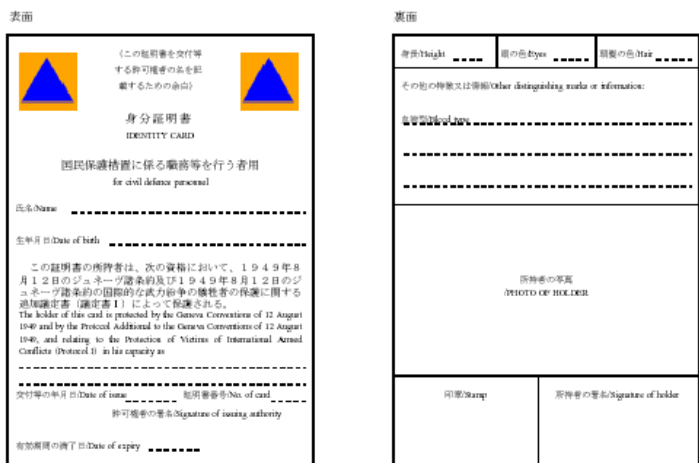 表面
(この証明書を交付等
する許可権者の名を記
載するための余白)
身分証明書
IDENTITY CARD
国民保護措置に係る職務等を行う者用
for civil defence personnel
氏名/Name
生年月日/Date of birth
この証明書の所持者は、次の資格において、1949年8
月12日のジュネーヴ諸条約及び1949年8月12日のジ
ュネーヴ諸条約の国際的な武力紛争の犠牲者の保護に関する
追加議定書(議定書I)によって保護される。
The holder of this card is protected by the Geneva Conventions of 12 August
1949 and by the Protocol Additional to the Geneva Conventions of 12 August
1949, and relating to the Protection of Victims of International Armed
Conflicts (Protocol I) in his capacity as
交付等の年月日/Date of issue 証明書番号/No. of card
許可権者の署名/Signature of issuing authority
有効期間の満了日/Date of expiry
裏面
身長/Height 眼の色/Eyes 頭髪の色/Hair
その他の特徴又は情報/Other distinguishing marks or information:
血液型/Blood type
所持者の写真
/PHOTO OF HOLDER
印章/Stamp 所持者の署名/Signature of holder